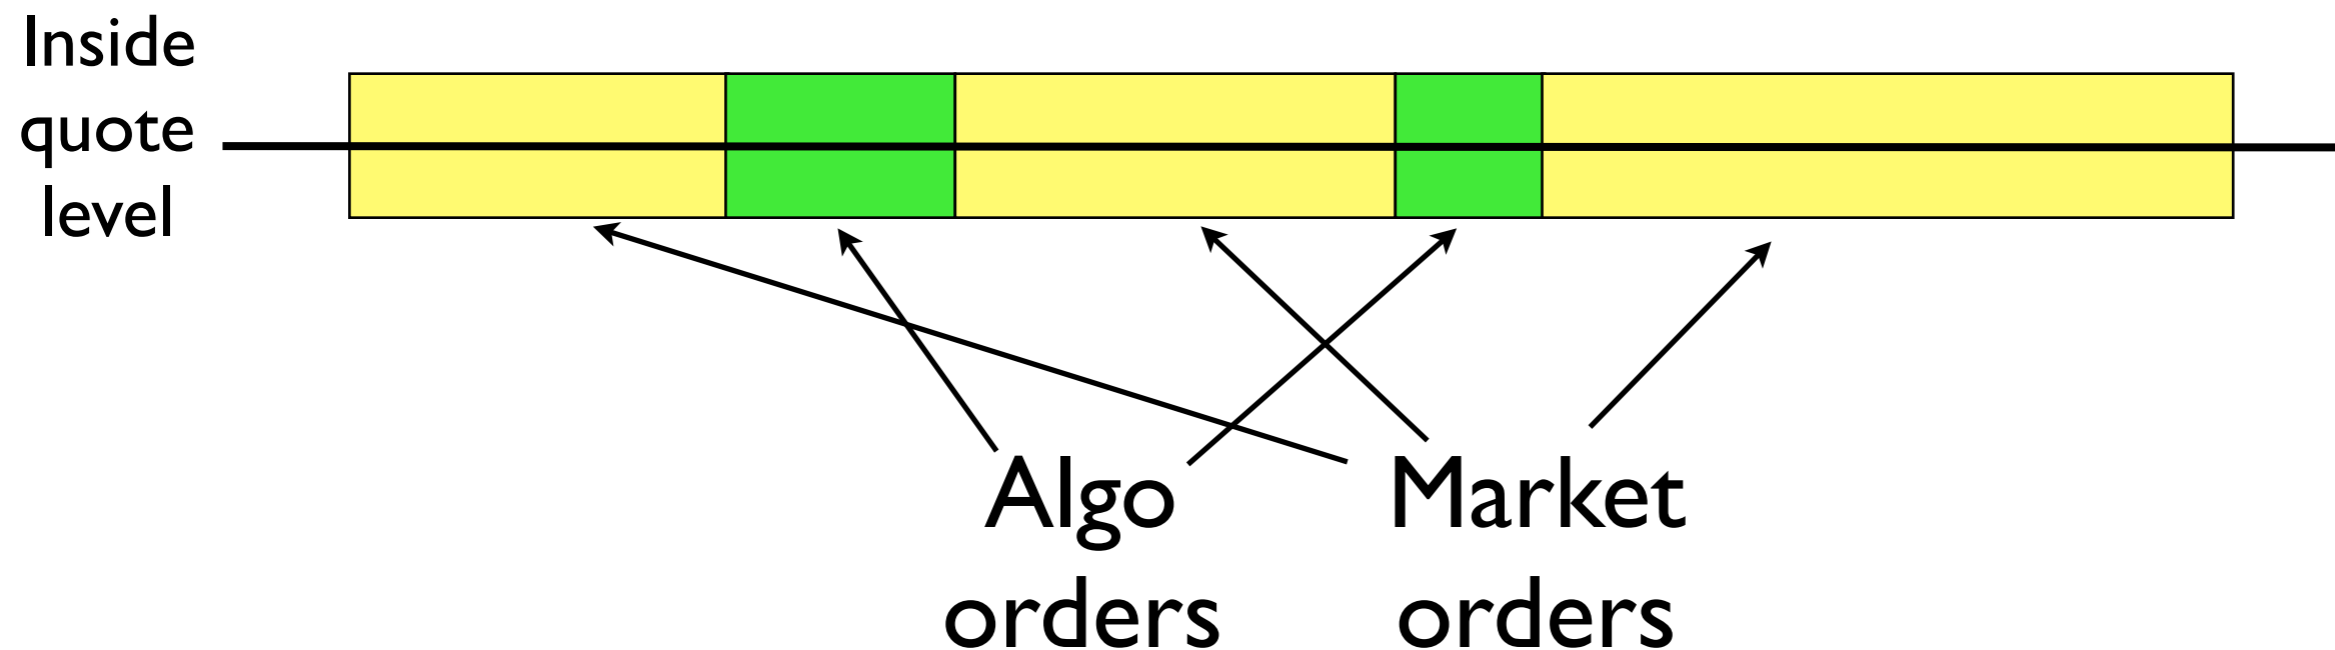 Inside
quote
level
Algo
orders
Market
orders